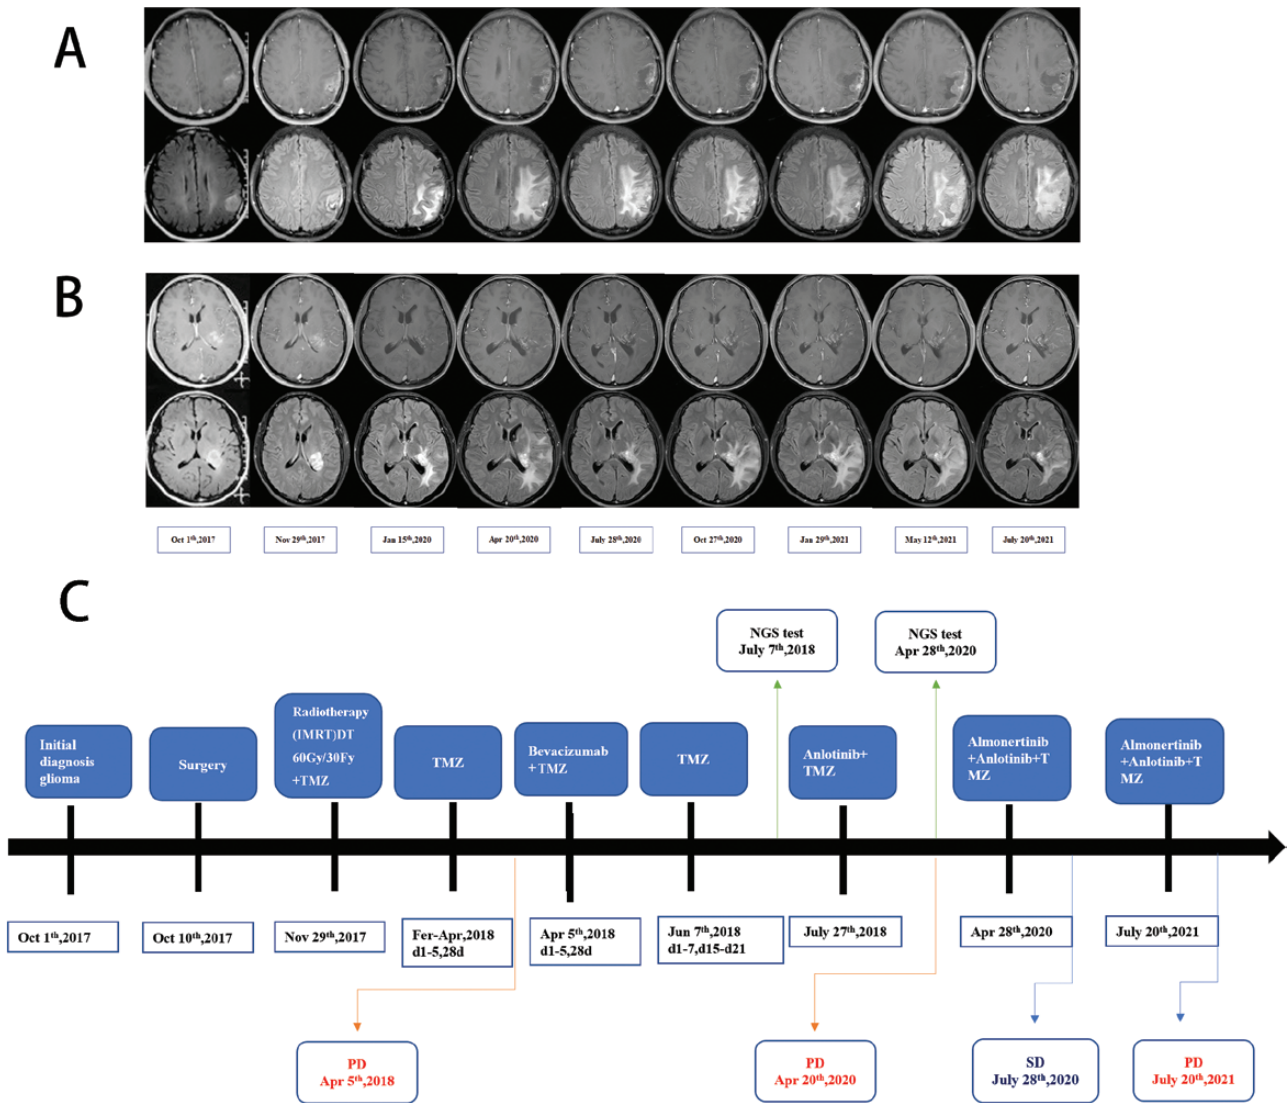 A
B
Oct 1th,2017
Nov 29th,2017
Jan 15th,2020
Apr 20th,2020
July 28th,2020
Oct 27th,2020
Jan 29th,2021
May 12th,2021
July 20th,2021
C
NGS test
July 7th,2018
NGS test
Apr 28th,2020
Initial
diagnosis
glioma
Surgery
Radiotherapy
(IMRT)DT
60Gy/30Fy
+TMZ
TMZ
Bevacizumab
+TMZ
TMZ
Anlotinib+
TMZ
Almonertinib
+Anlotinib+T
MZ
Almonertinib
+Anlotinib+T
MZ
Oct 1th,2017
Oct 10th,2017
Nov 29th,2017
Fer-Apr,2018
d1-5,28d
Apr 5th,2018
d1-5,28d
Jun 7th,2018
d1-7,d15-d21
July 27th,2018
Apr 28th,2020
July 20th,2021
PD
Apr 5th,2018
PD
Apr 20th,2020
SD
July 28th,2020
PD
July 20th,2021